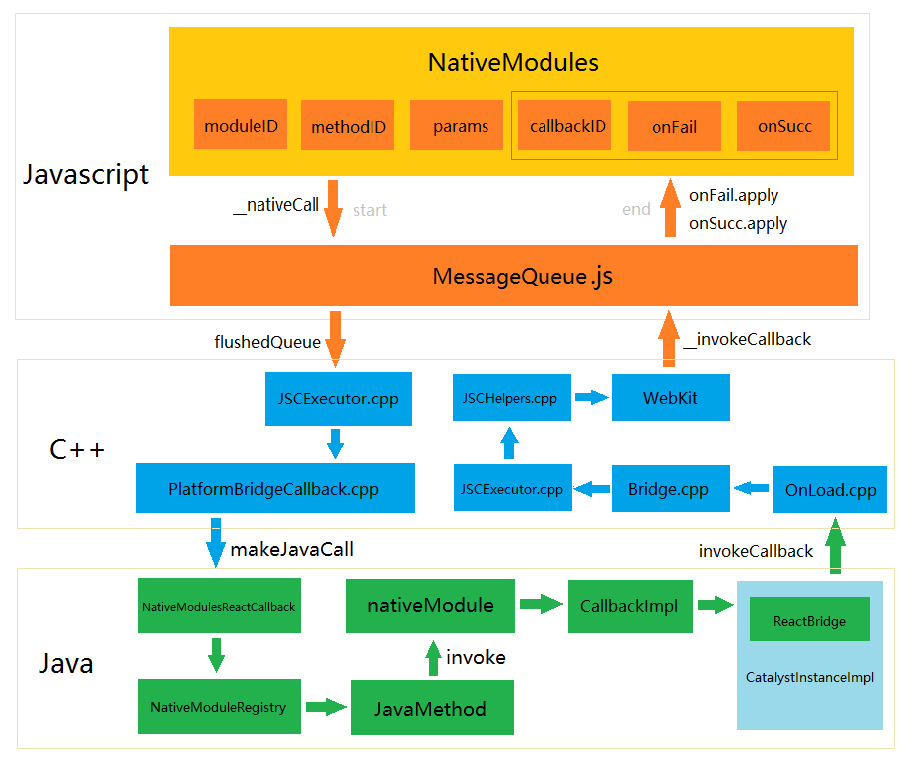 NativeModules
moduleID
methodID
params
callbackID
onFail
onSucc
Javascript
__nativeCall
start
end
onFail.apply
onSucc.apply
MessageQueue.js
flushedQueue
__invokeCallback
C++
JSCExecutor.cpp
JSCHelpers.cpp
WebKit
PlatformBridgeCallback.cpp
JSCExecutor.cpp
Bridge.cpp
OnLoad.cpp
makeJavaCall
invokeCallback
Java
NativeModulesReactCallback
nativeModule
CallbackImpl
ReactBridge
CatalystInstanceImpl
invoke
NativeModuleRegistry
JavaMethod